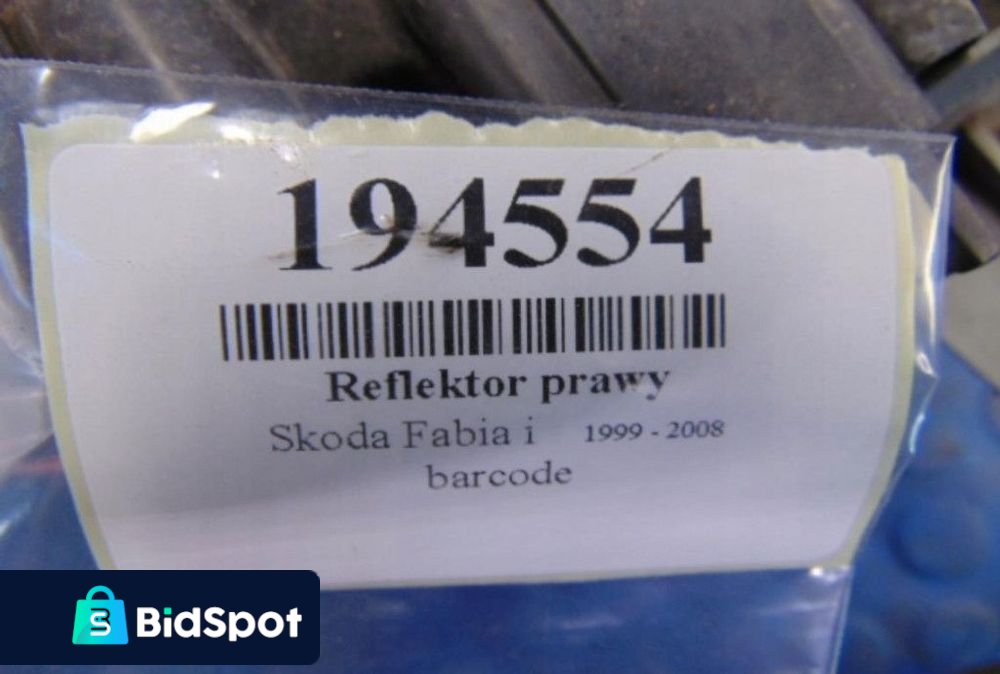 194554
Reflektor prawy
Skoda Fabia i 1999 - 2008
barcode
BidSpot